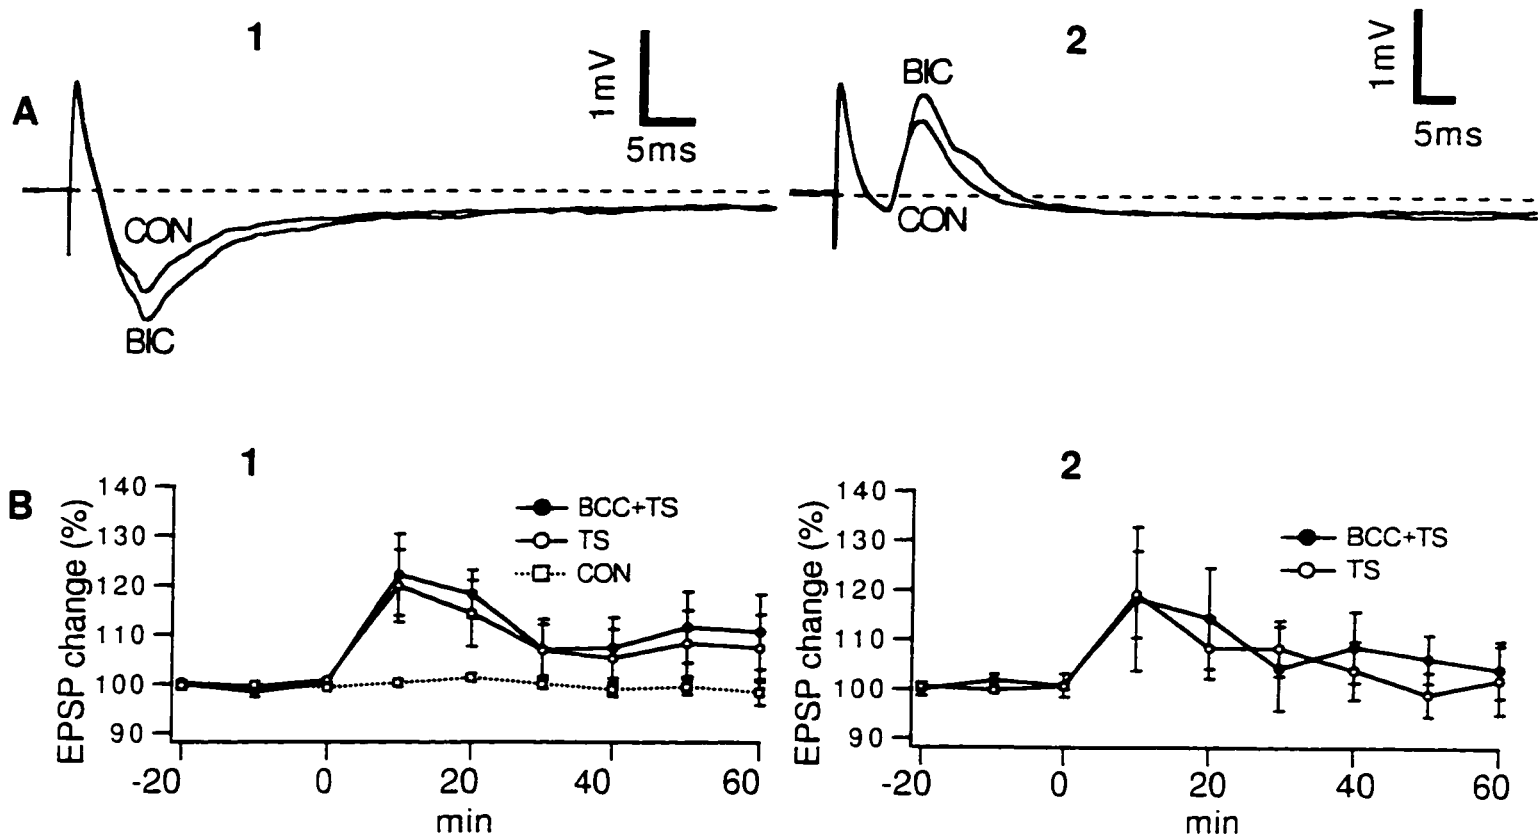 1
2
A
1mV
5ms
BIC
1mV
5ms
CON
CON
BIC
1
2
B
EPSP change (%)
140
130
120
110
100
90
BCC+TS
TS
CON
-20
0
20
40
60
min
EPSP change (%)
140
130
120
110
100
90
BCC+TS
TS
-20
0
20
40
60
min